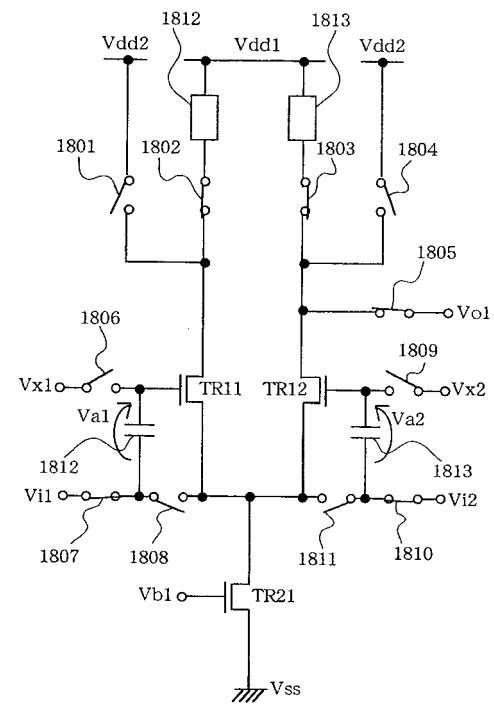 1812
1813
Vdd2
Vdd1
Vdd2
1801
1802
1803
1804
1805
Vo1
1806
1809
Vx1
TR11
TR12
Vx2
Va1
Va2
1812
1813
Vi1
Vi2
1807
1808
1811
1810
Vb1
TR21
Vss